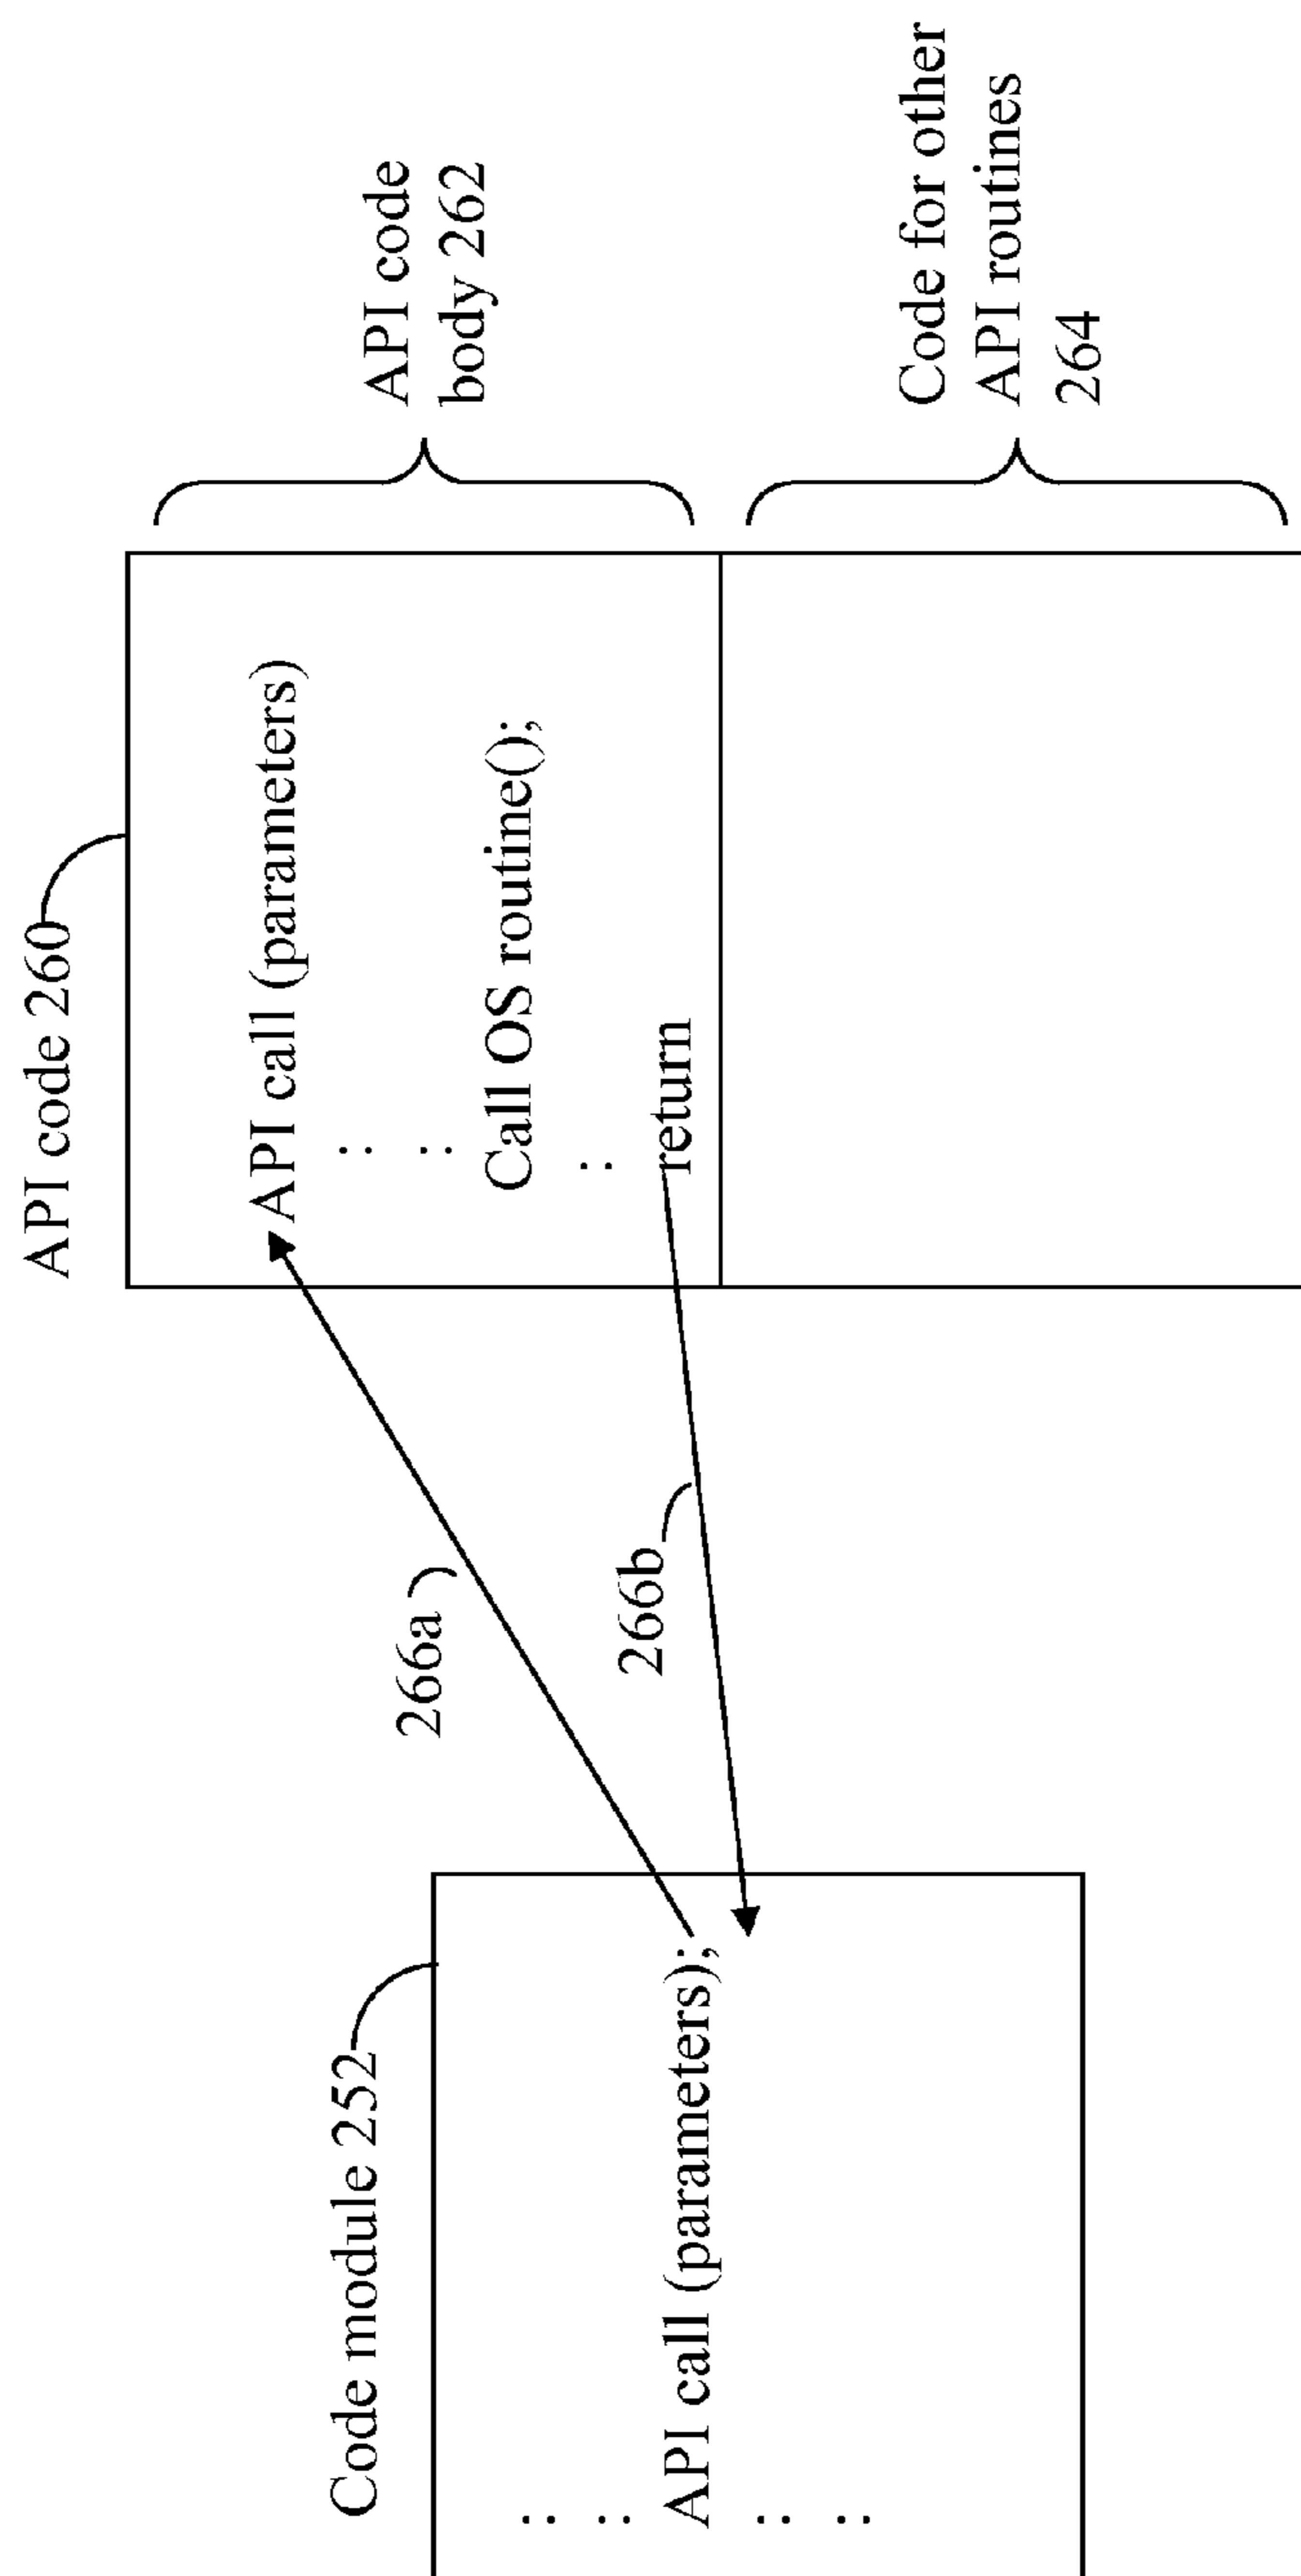 API code 260
API call (parameters)
:
:
Call OS routine();
:
return
API code
body 262
Code for other
API routines
264
266a
266b
Code module 252
:
:
API call (parameters);
:
: